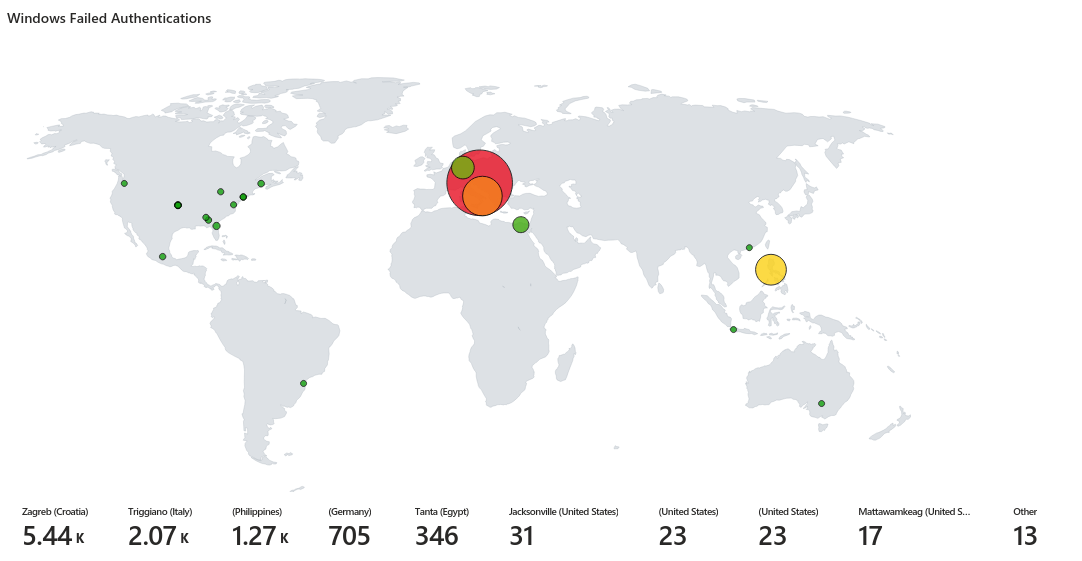 Windows Failed Authentications
Zagreb (Croatia) Triggiano (Italy) (Philippines) (Germany) Tanta (Egypt) Jacksonville (United States) (United States) (United States) Mattawamkeag (United S... Other
5.44 K 2.07 K 1.27 K 705 346 31 23 23 17 13